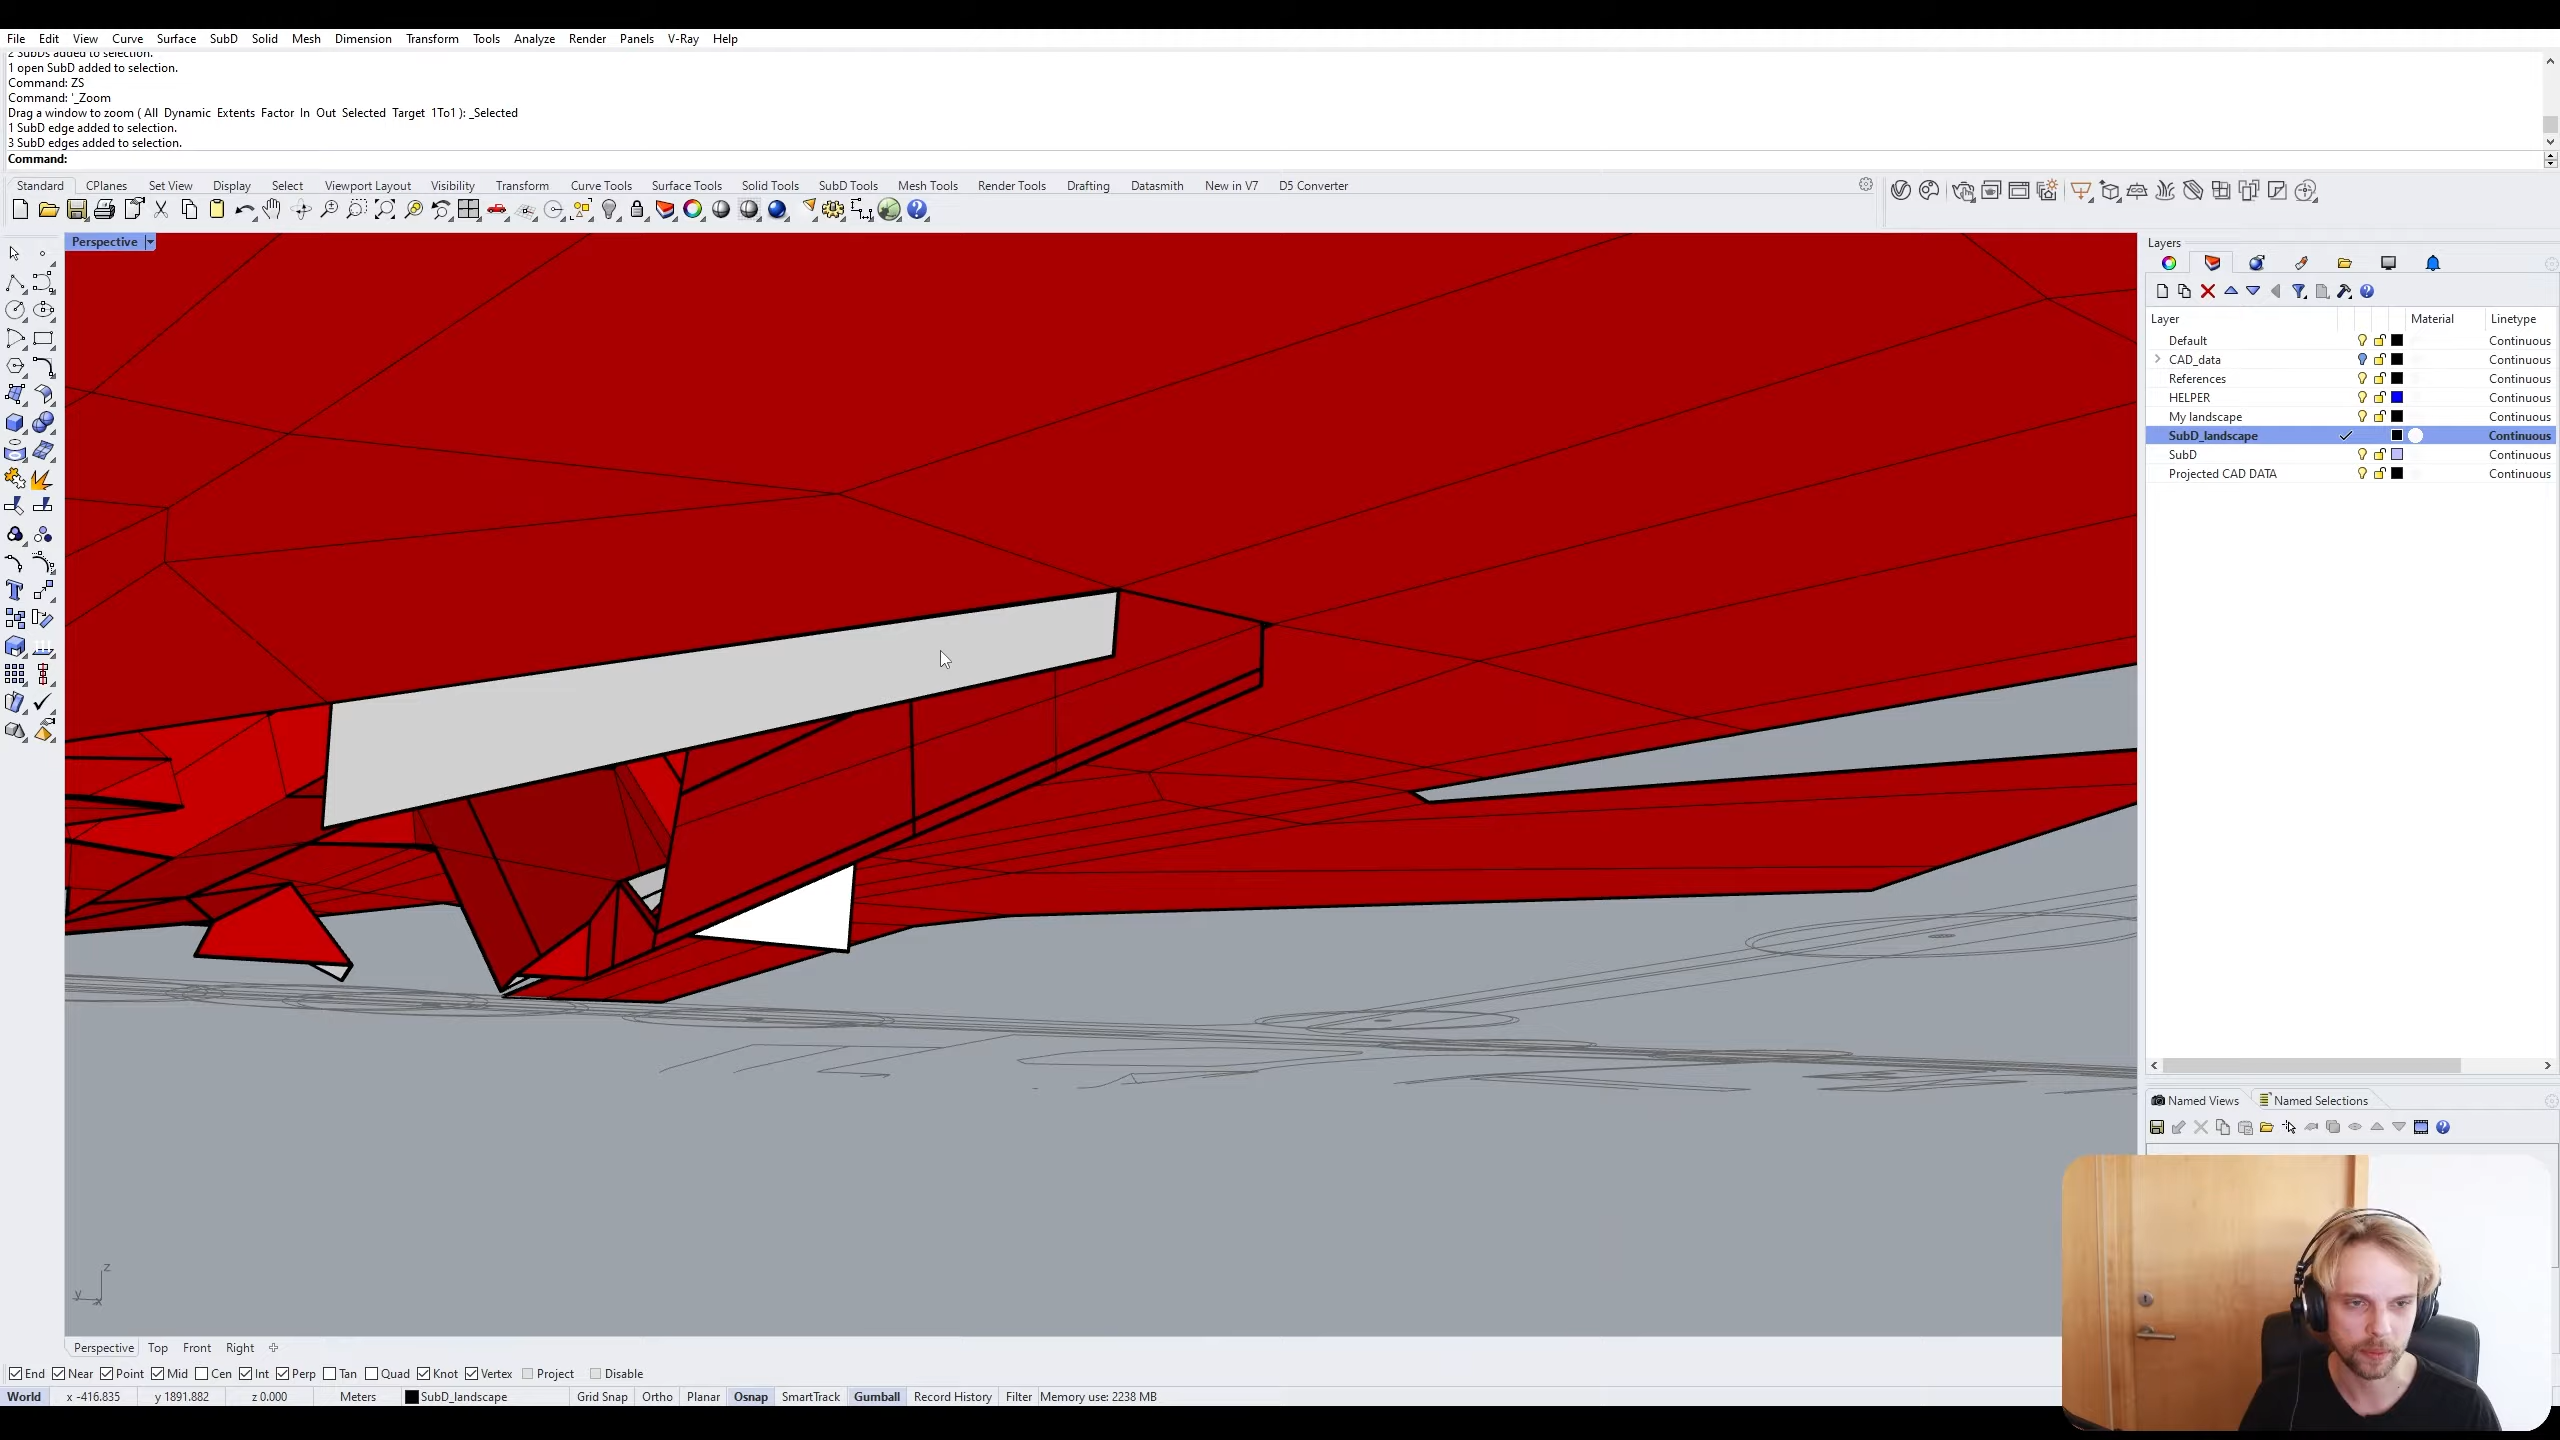 File Edit View Curve Surface SubD Solid Mesh Dimension Transform Tools Analyze Render Panels V-Ray Help
2 SubDs added to selection.
1 open SubD added to selection.
Command: ZS
Command: '_Zoom
Drag a window to zoom ( All Dynamic Extents Factor In Out Selected Target 1To1 ): _Selected
1 SubD edge added to selection.
3 SubD edges added to selection.
Command:
Standard CPlanes Set View Display Select Viewport Layout Visibility Transform Curve Tools Surface Tools Solid Tools SubD Tools Mesh Tools Render Tools Drafting Datasmith New in V7 D5 Converter
Perspective
Layers
Layer Material Linetype
Default Continuous
CAD_data Continuous
References Continuous
HELPER Continuous
My landscape Continuous
SubD_landscape Continuous
SubD Continuous
Projected CAD DATA Continuous
Named Views Named Selections
z
y
x
Perspective Top Front Right
End Near Point Mid Cen Int Perp Tan Quad Knot Vertex Project Disable
World x -416.835 y 1891.882 z 0.000 Meters SubD_landscape Grid Snap Ortho Planar Osnap SmartTrack Gumball Record History Filter Memory use: 2238 MB